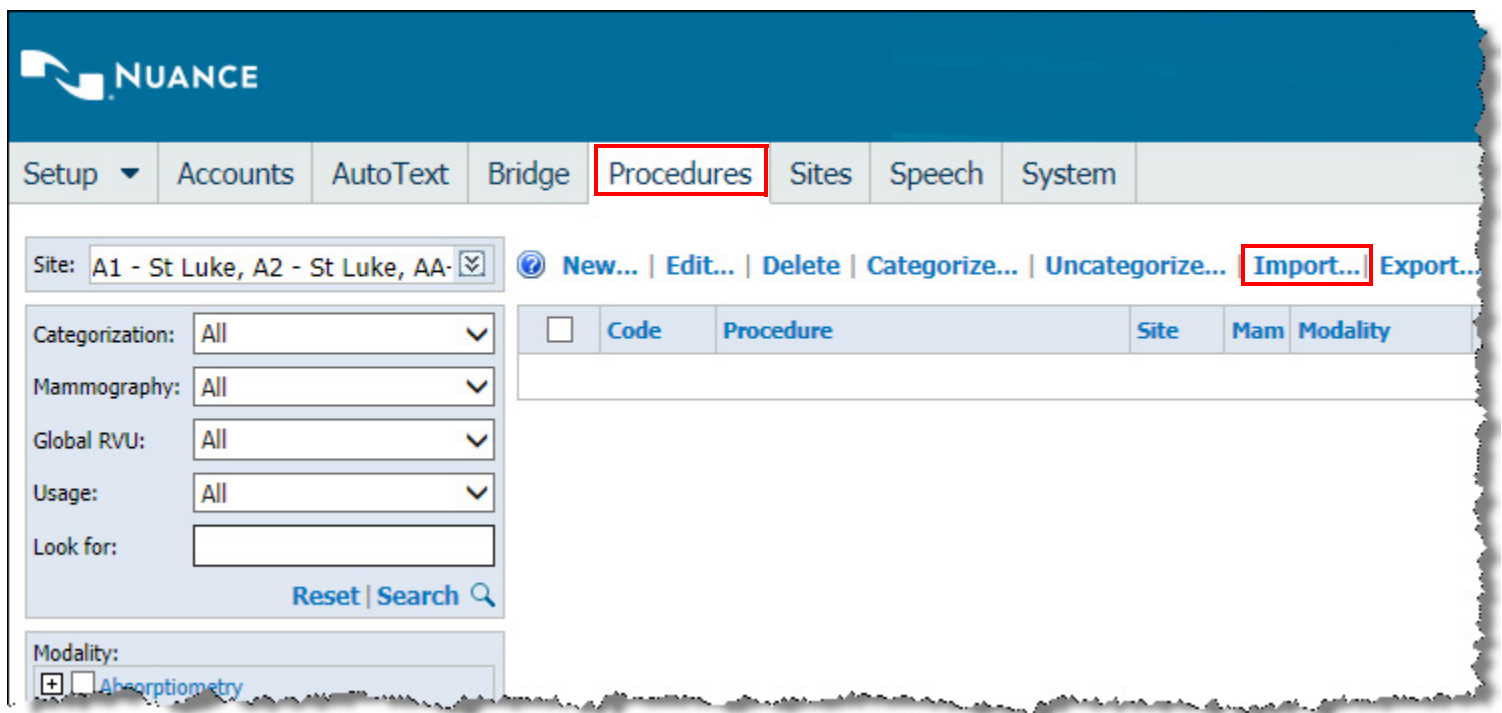 NUANCE
Setup Accounts AutoText Bridge Procedures Sites Speech System
Site: A1 - St Luke, A2 - St Luke, AA-
New... | Edit... | Delete | Categorize... | Uncategorize... | Import... | Export...
Categorization: All
Mammography: All
Global RVU: All
Usage: All
Look for:
Reset | Search
Code Procedure Site Mam Modality
Modality:
Absorptiometry